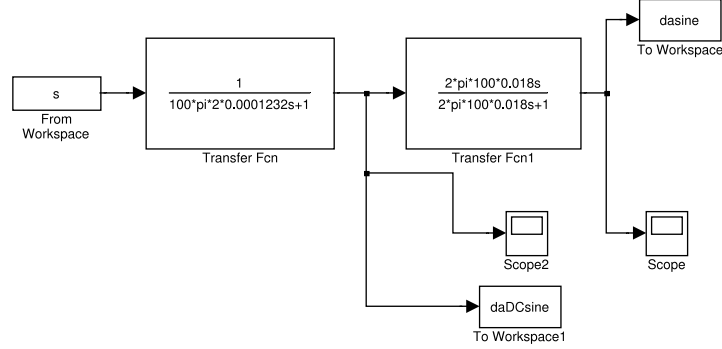 dasine
To Workspace
s
From
Workspace
1
100*pi*2*0.0001232s+1
Transfer Fcn
2*pi*100*0.018s
2*pi*100*0.018s+1
Transfer Fcn1
Scope2
Scope
daDCsine
To Workspace1